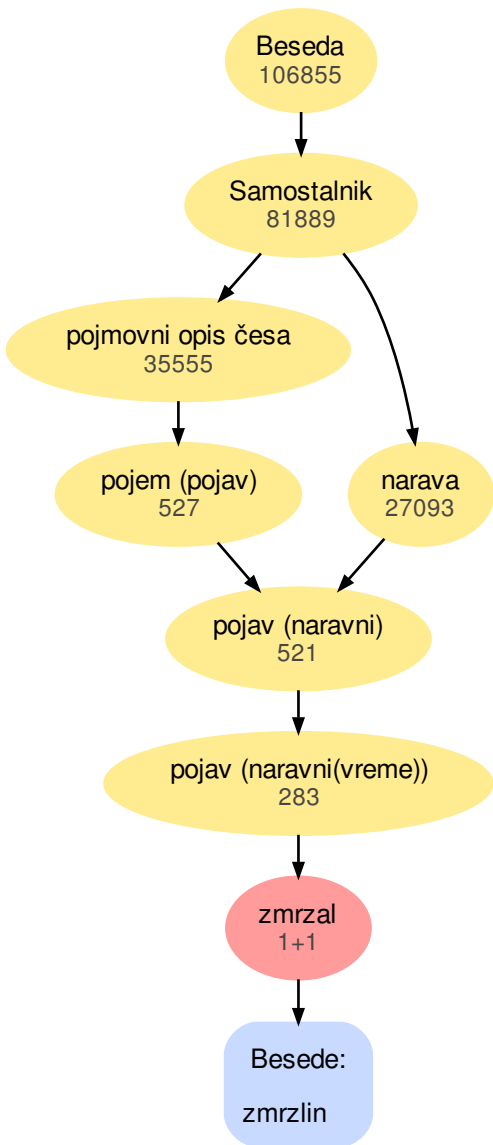 Beseda
106855
Samostalnik
81889
pojmovni opis česa
35555
pojem (pojav)
527
narava
27093
pojav (naravni)
521
pojav (naravni(vreme))
283
zmrzal
1+1
Besede:
zmrzlin